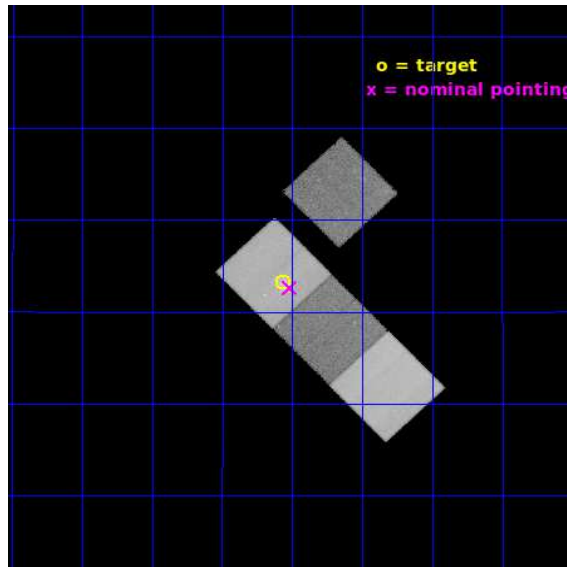 o = target
x = nominal pointing